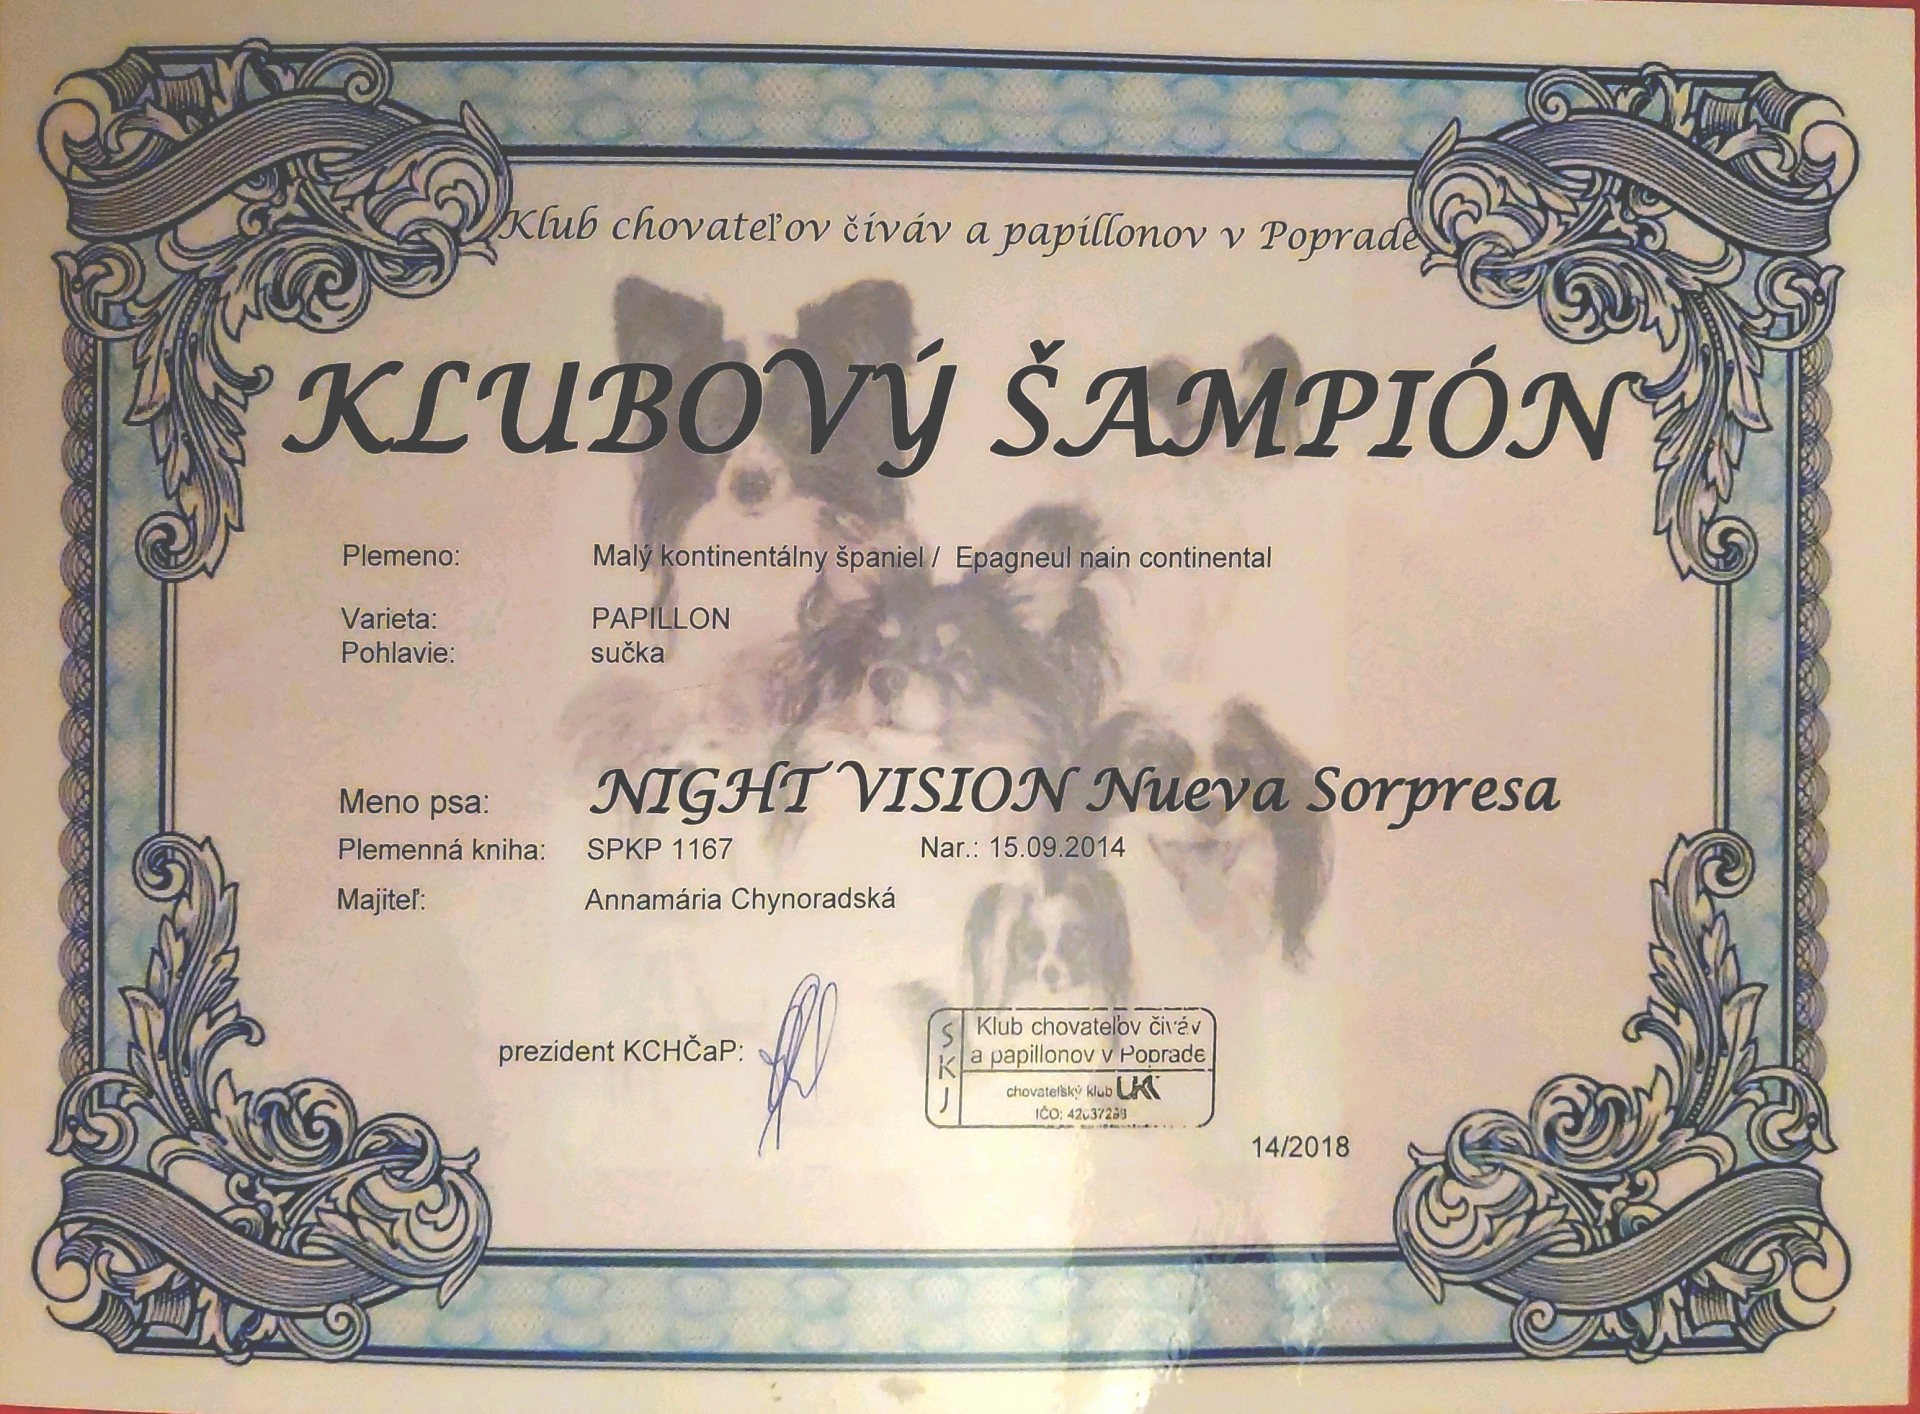 Klub chovateľov čiváv a papillonov v Poprade
KLUBOVÝ ŠAMPIÓN
Plemeno: Malý kontinentálny španiel / Epagneul nain continental
Varieta: PAPILLON
Pohlavie: sučka
Meno psa: NIGHT VISION Nueva Sorpresa
Plemenná kniha: SPKP 1167 Nar.: 15.09.2014
Majiteľ: Annamária Chynoradská
prezident KCHČaP:
SKJ
Klub chovateľov čiváv
a papillonov v Poprade
chovateľský klub
IČO:
14/2018